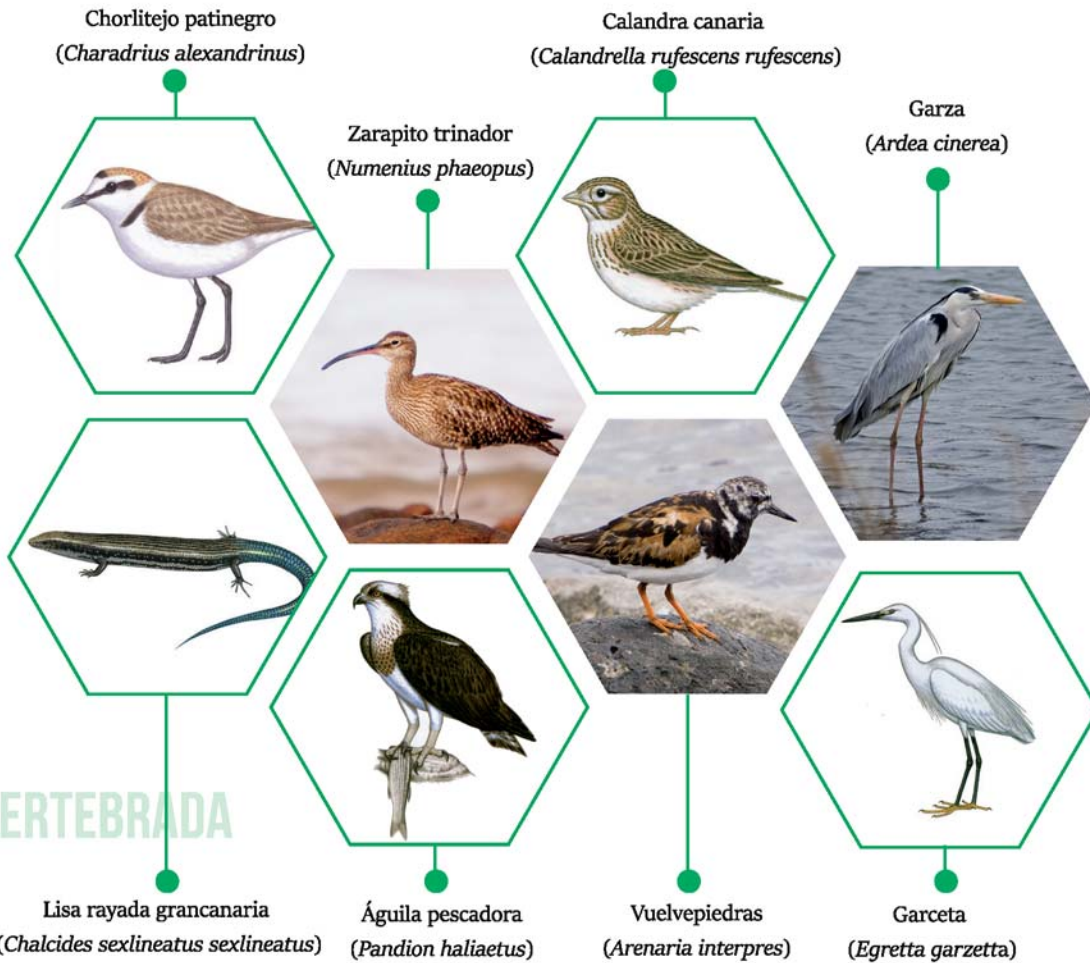 Chorlitejo patinegro
(Charadrius alexandrinus)
Zarapito trinador
(Numenius phaeopus)
Calandra canaria
(Calandrella rufescens rufescens)
Garza
(Ardea cinerea)
ERTEBRADA
Lisa rayada grancanaria
(Chalcides sexlineatus sexlineatus)
Águila pescadora
(Pandion haliaetus)
Vuelvepiedras
(Arenaria interpres)
Garceta
(Egretta garzetta)